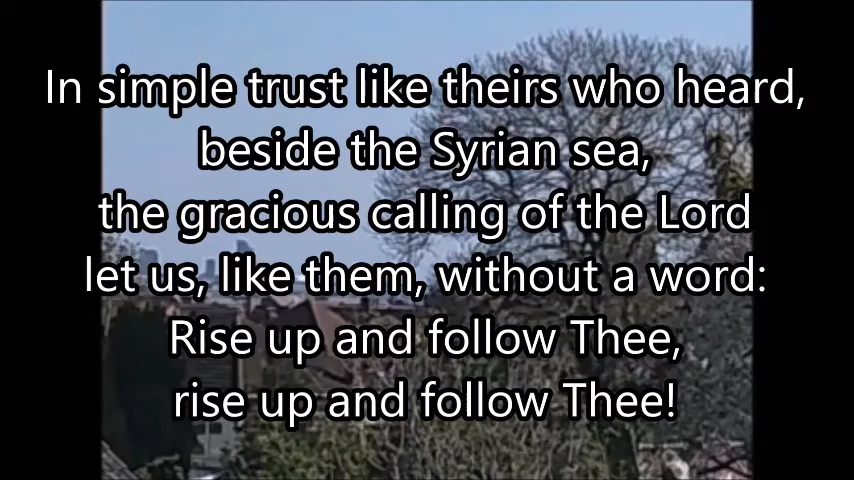 In simple trust like theirs who heard,
beside the Syrian sea,
the gracious calling of the Lord
let us, like them, without a word:
Rise up and follow Thee,
rise up and follow Thee!